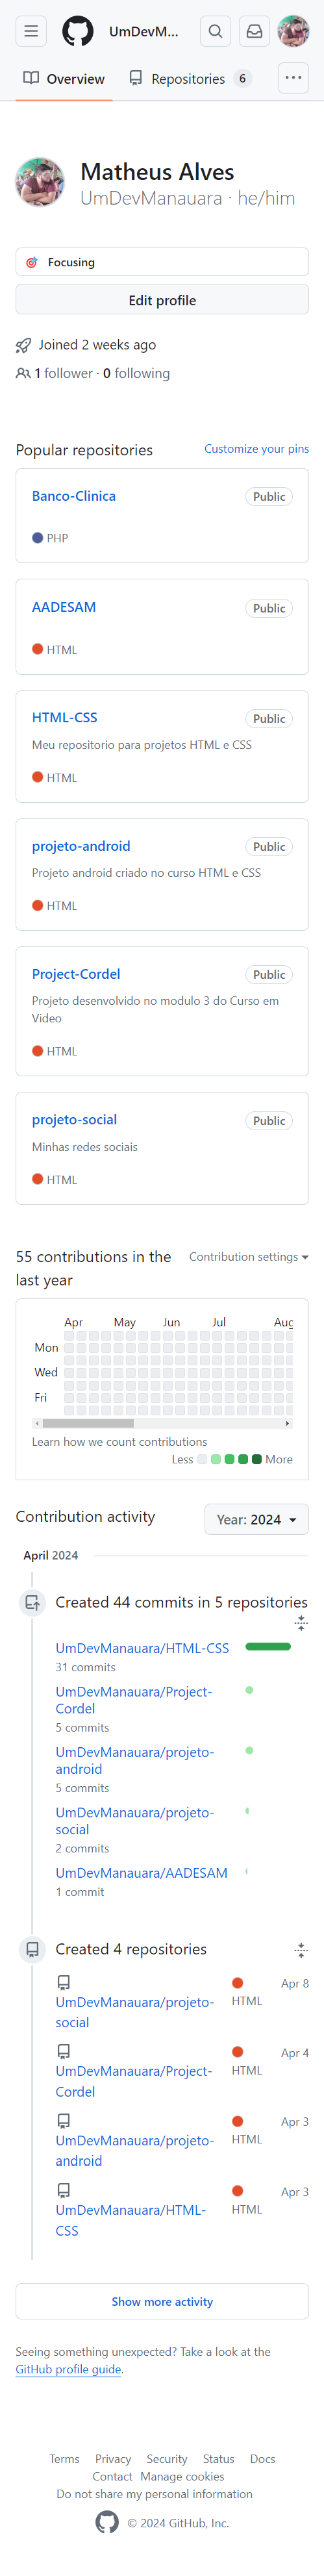 UmDevM...
Overview
Repositories 6
Matheus Alves
UmDevManauara · he/him
Focusing
Edit profile
Joined 2 weeks ago
1 follower · 0 following
Popular repositories
Customize your pins
Banco-Clinica
Public
PHP
AADESAM
Public
HTML
HTML-CSS
Public
Meu repositorio para projetos HTML e CSS
HTML
projeto-android
Public
Projeto android criado no curso HTML e CSS
HTML
Project-Cordel
Public
Projeto desenvolvido no modulo 3 do Curso em
Video
HTML
projeto-social
Public
Minhas redes sociais
HTML
55 contributions in the
last year
Contribution settings
Apr May Jun Jul Aug
Mon
Wed
Fri
Learn how we count contributions
Less More
Contribution activity
Year: 2024
April 2024
Created 44 commits in 5 repositories
UmDevManauara/HTML-CSS
31 commits
UmDevManauara/Project-
Cordel
5 commits
UmDevManauara/projeto-
android
5 commits
UmDevManauara/projeto-
social
2 commits
UmDevManauara/AADESAM
1 commit
Created 4 repositories
UmDevManauara/projeto-
social
HTML
Apr 8
UmDevManauara/Project-
Cordel
HTML
Apr 4
UmDevManauara/projeto-
android
HTML
Apr 3
UmDevManauara/HTML-
CSS
HTML
Apr 3
Show more activity
Seeing something unexpected? Take a look at the
GitHub profile guide.
Terms Privacy Security Status Docs
Contact Manage cookies
Do not share my personal information
© 2024 GitHub, Inc.